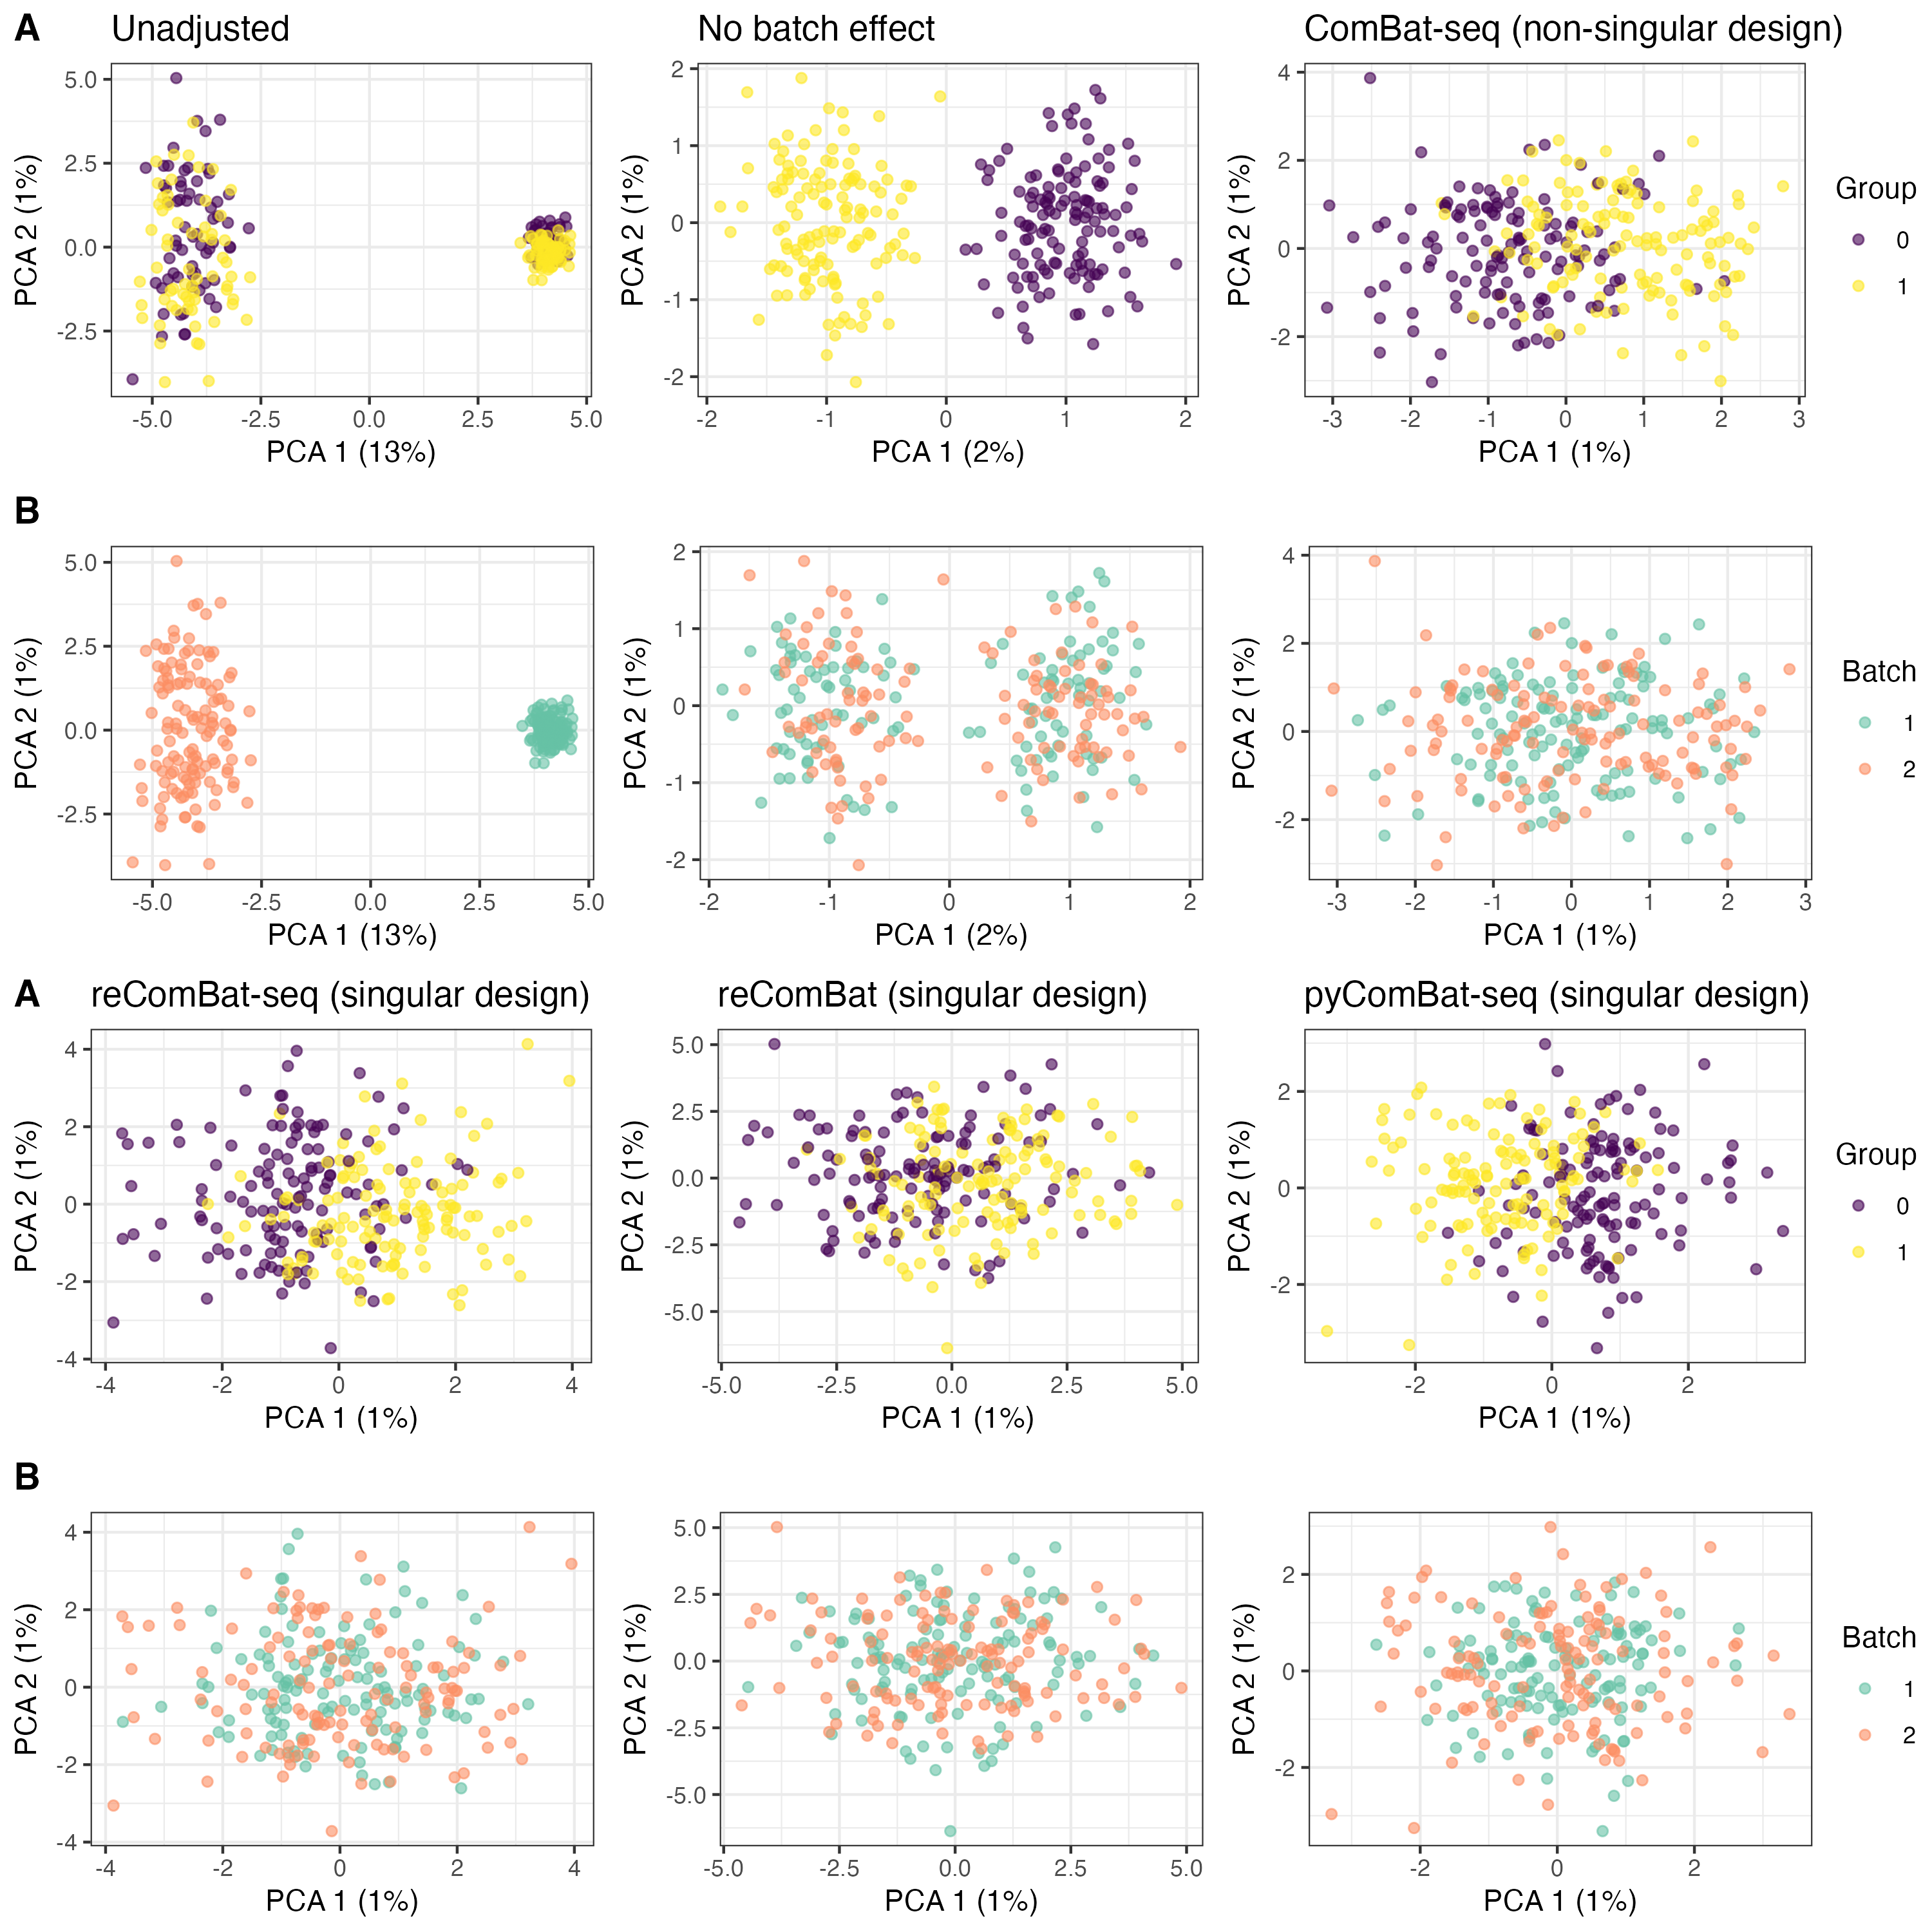 A Unadjusted No batch effect ComBat-seq (non-singular design)
PCA 2 (1%) 5.0 2.5 0.0 -2.5
-5.0 -2.5 0.0 2.5 5.0
PCA 1 (13%)
PCA 2 (1%) 2 1 0 -1 -2
-2 -1 0 1 2
PCA 1 (2%)
PCA 2 (1%) 4 2 0 -2
-3 -2 -1 0 1 2 3
PCA 1 (1%)
Group
0
1
B
PCA 2 (1%) 5.0 2.5 0.0 -2.5
-5.0 -2.5 0.0 2.5 5.0
PCA 1 (13%)
PCA 2 (1%) 2 1 0 -1 -2
-2 -1 0 1 2
PCA 1 (2%)
PCA 2 (1%) 4 2 0 -2
-3 -2 -1 0 1 2 3
PCA 1 (1%)
Batch
1
2
A reComBat-seq (singular design) reComBat (singular design) pyComBat-seq (singular design)
PCA 2 (1%) 4 2 0 -2 -4
-4 -2 0 2 4
PCA 1 (1%)
PCA 2 (1%) 5.0 2.5 0.0 -2.5 -5.0
-5.0 -2.5 0.0 2.5 5.0
PCA 1 (1%)
PCA 2 (1%) 2 0 -2
-2 0 2
PCA 1 (1%)
Group
0
1
B
PCA 2 (1%) 4 2 0 -2 -4
-4 -2 0 2 4
PCA 1 (1%)
PCA 2 (1%) 5.0 2.5 0.0 -2.5 -5.0
-5.0 -2.5 0.0 2.5 5.0
PCA 1 (1%)
PCA 2 (1%) 2 0 -2
-2 0 2
PCA 1 (1%)
Batch
1
2